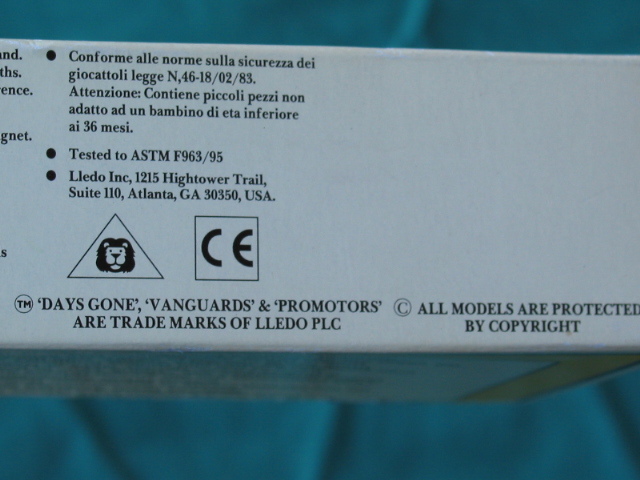 nd.
ths.
rence.
gnet.
s
● Conforme alle norme sulla sicurezza dei
giocattoli legge N,46-18/02/83.
Attenzione: Contiene piccoli pezzi non
adatto ad un bambino di eta inferiore
ai 36 mesi.
● Tested to ASTM F963/95
● Lledo Inc, 1215 Hightower Trail,
Suite 110, Atlanta, GA 30350, USA.
CE
TM 'DAYS GONE', 'VANGUARDS' & 'PROMOTORS'
ARE TRADE MARKS OF LLEDO PLC
© ALL MODELS ARE PROTECTED
BY COPYRIGHT